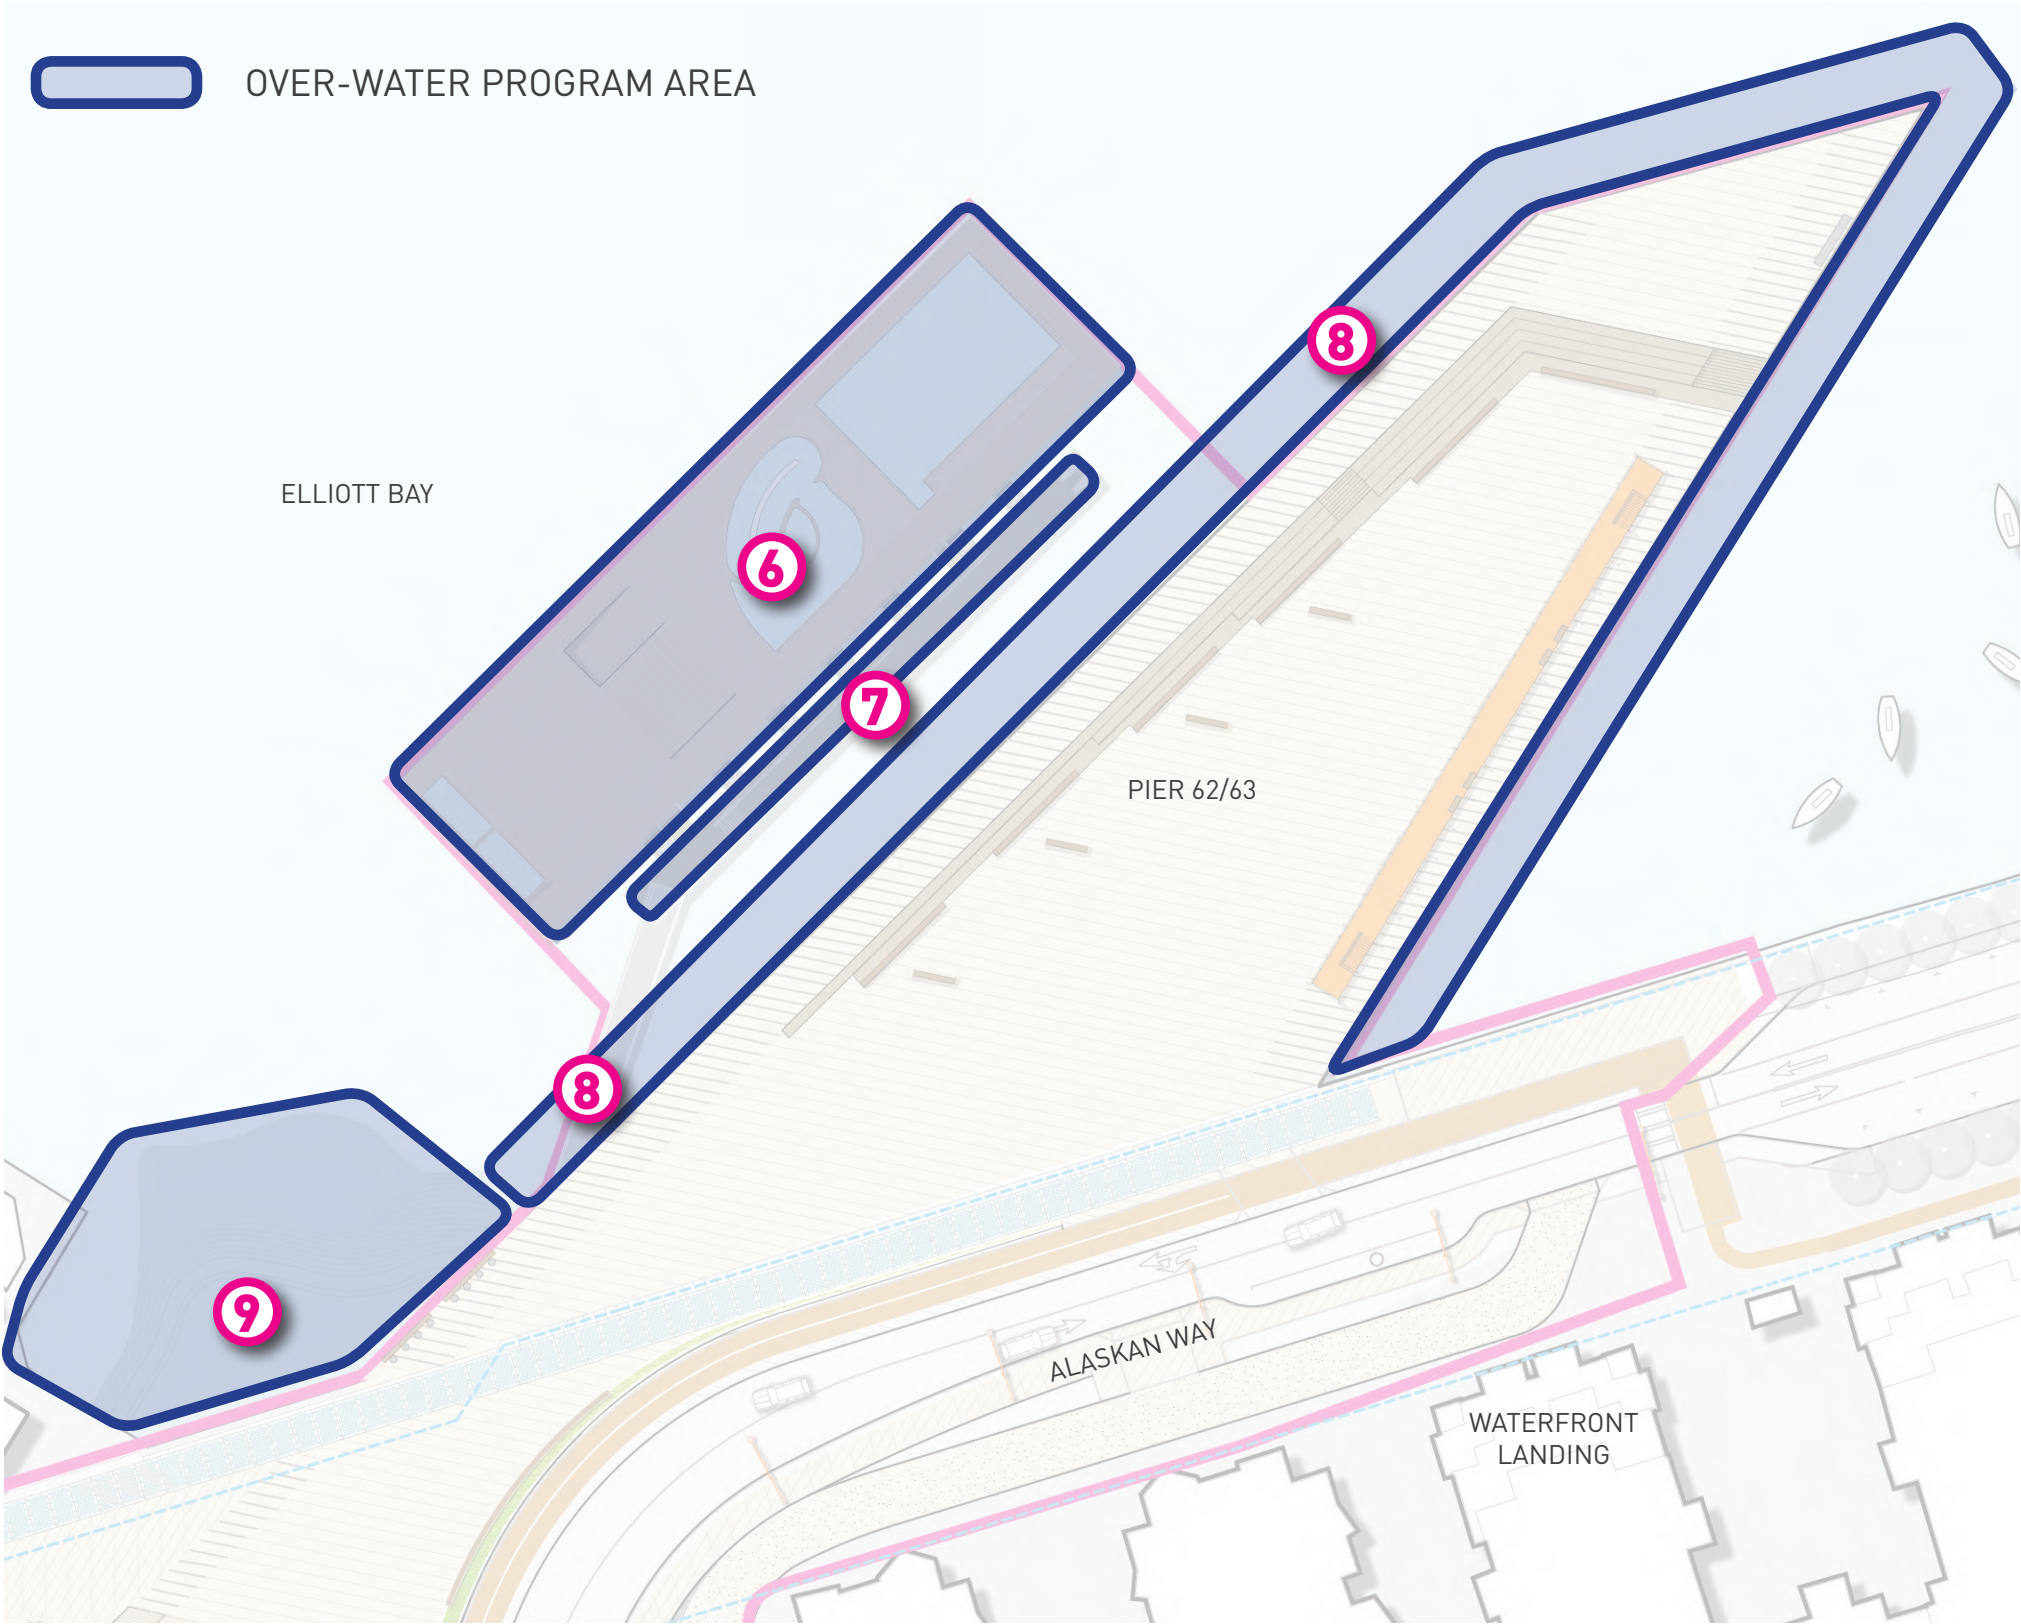 OVER-WATER PROGRAM AREA
8
ELLIOTT BAY
6
7
PIER 62/63
8
9
ALASKAN WAY
WATERFRONT
LANDING